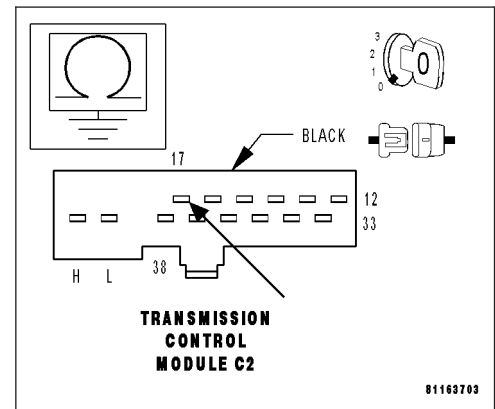 3
2
1
0
BLACK
17
12
33
H L 38
TRANSMISSION
CONTROL
MODULE C2
81163703